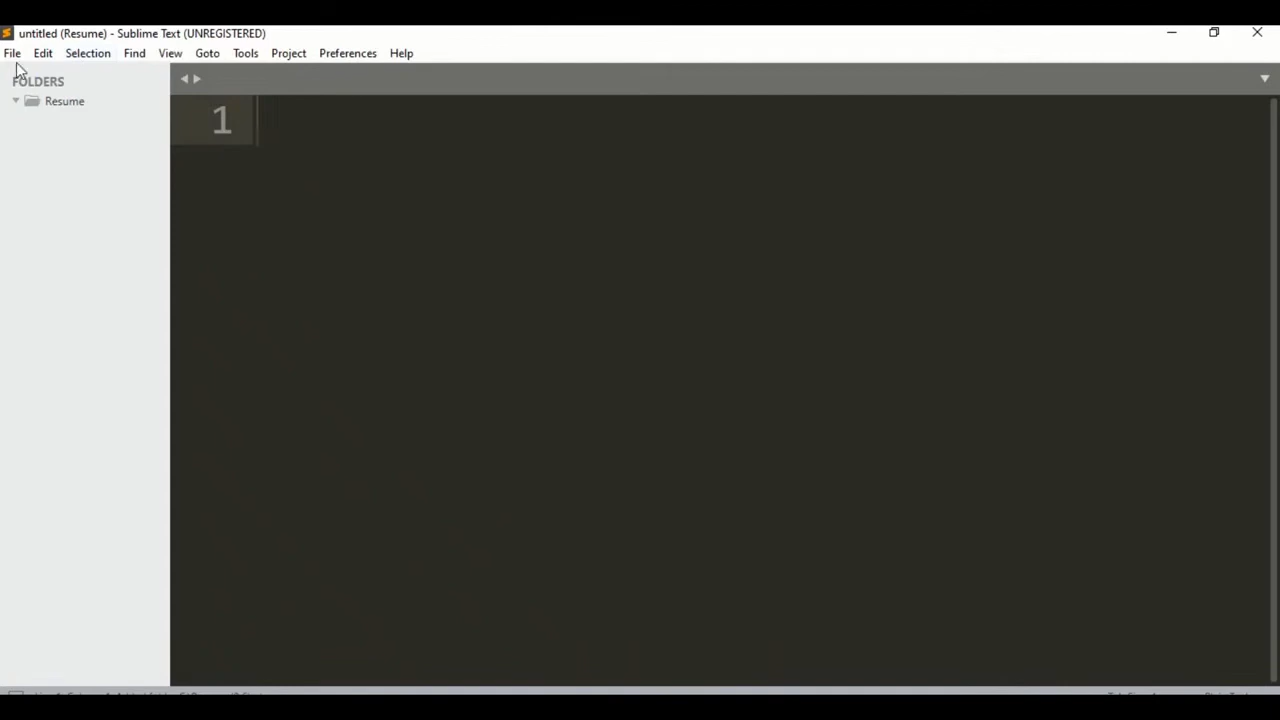 untitled (Resume) - Sublime Text (UNREGISTERED)
File Edit Selection Find View Goto Tools Project Preferences Help
FOLDERS
Resume
1